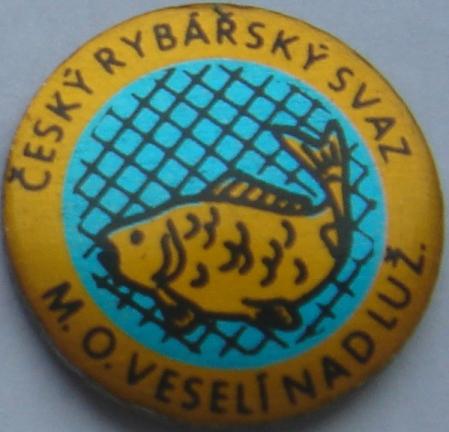 ČESKÝ RYBÁŘSKÝ SVAZ
M. O. VESELÍ NAD LUŽ.